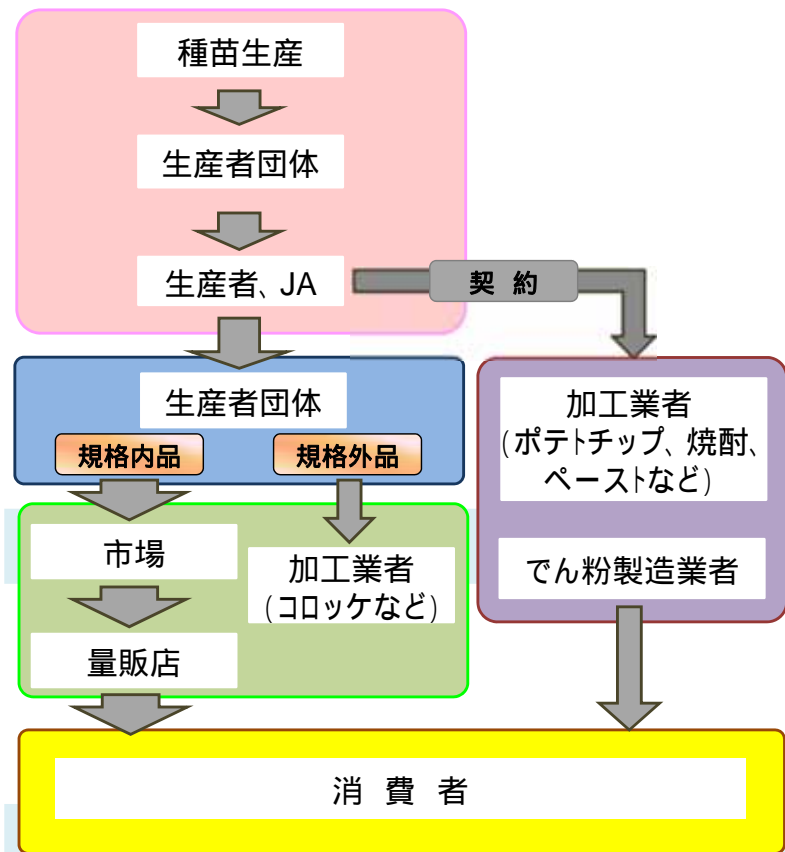 種苗生産
生産者団体
生産者、JA
契 約
生産者団体
規格内品
規格外品
加工業者
(ポテトチップ、焼酎、
ペーストなど)
市場
加工業者
(コロッケなど)
でん粉製造業者
量販店
消 費 者